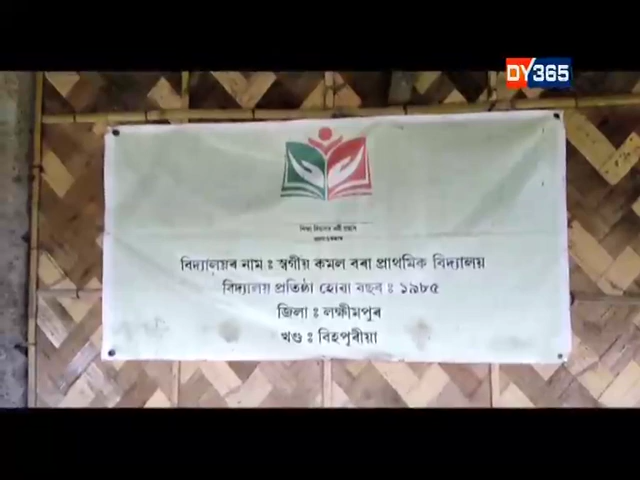 DY365
বিদ্যালয়ৰ নাম : স্বৰ্গীয় কমল বৰা প্ৰাথমিক বিদ্যালয়
বিদ্যালয় প্ৰতিষ্ঠা হোৱা বছৰ : ১৯৮৫
জিলা : লক্ষীমপুৰ
খণ্ড : বিহপুৰীয়া